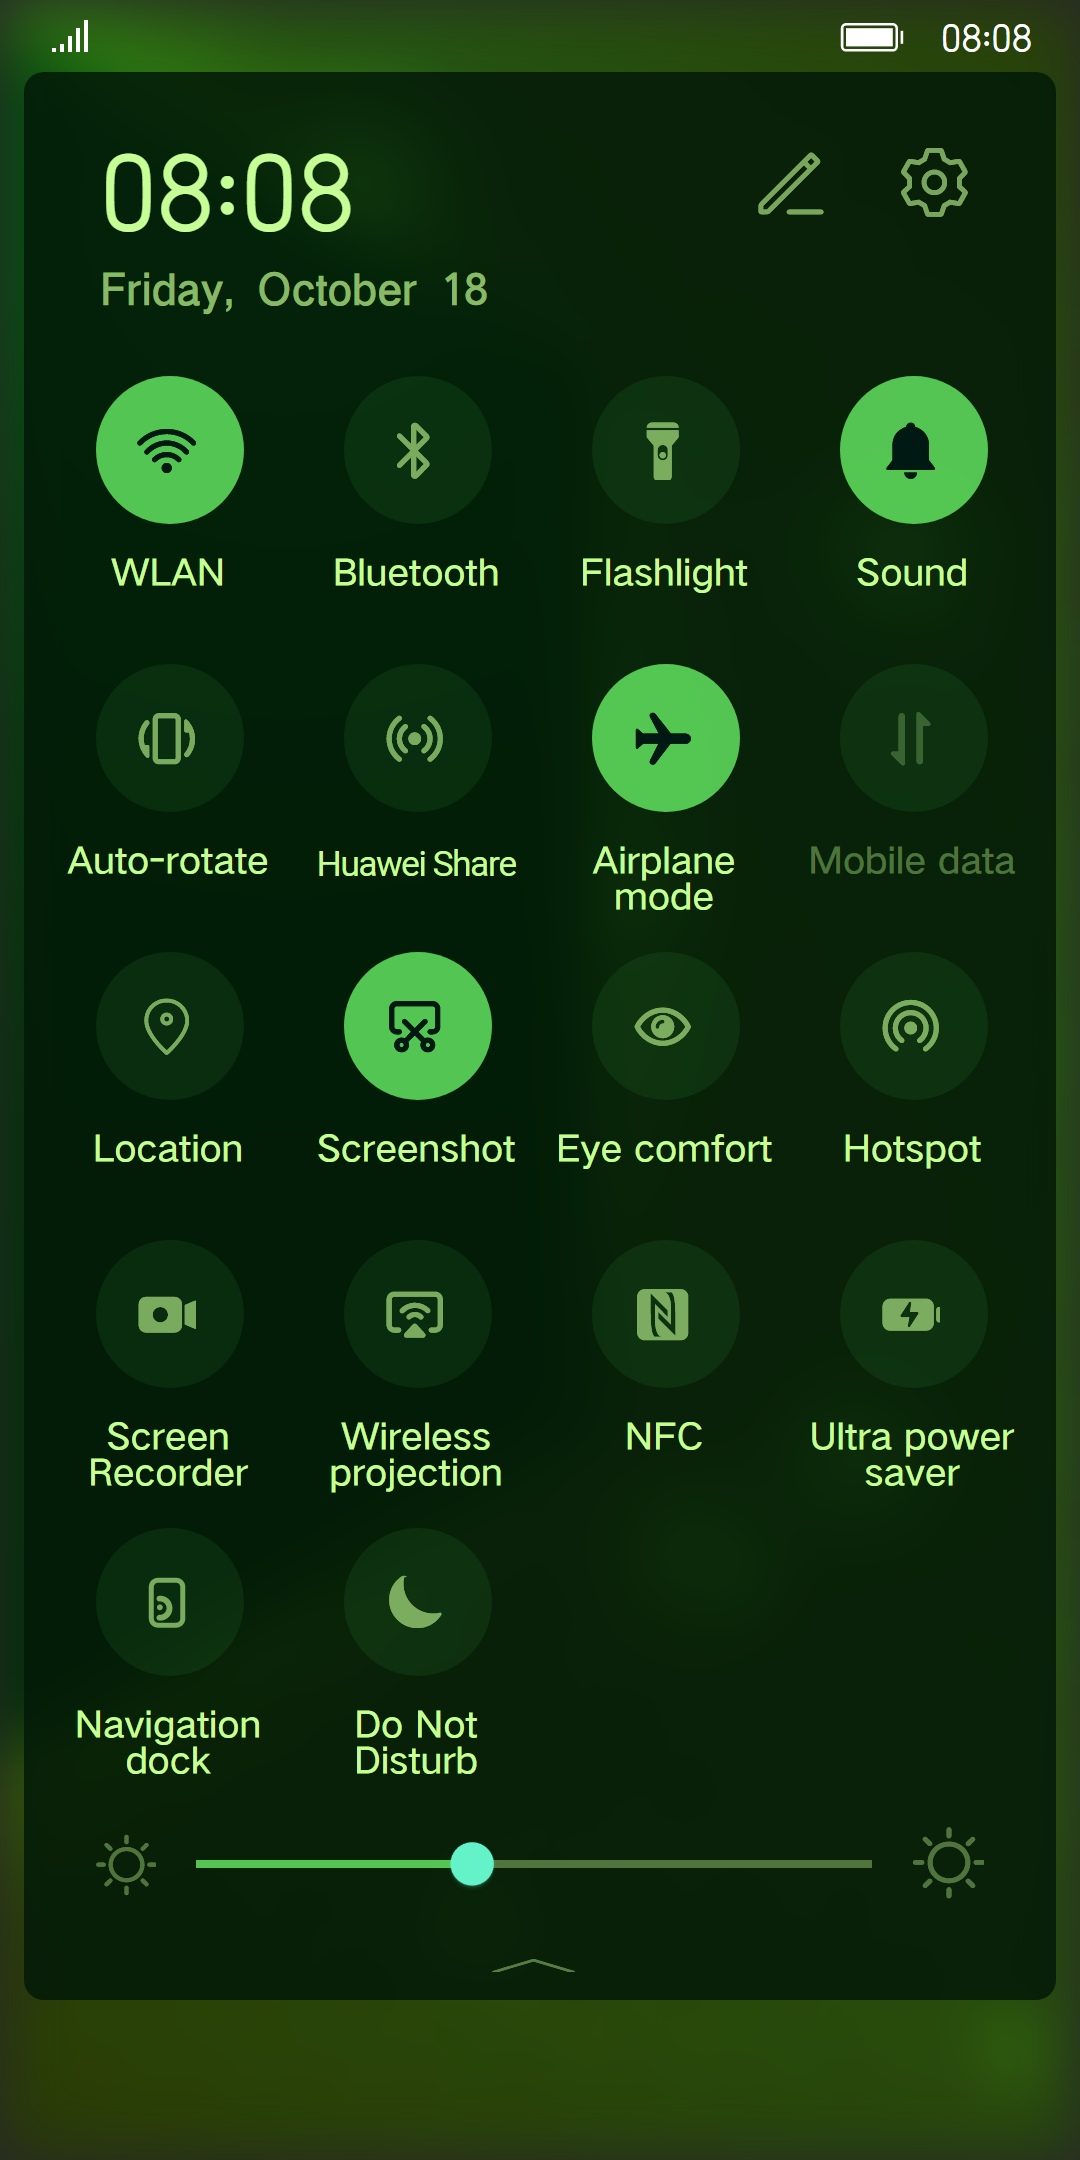 08:08
08:08
Friday, October 18
WLAN Bluetooth Flashlight Sound
Auto-rotate Huawei Share Airplane mode Mobile data
Location Screenshot Eye comfort Hotspot
Screen Recorder Wireless projection NFC Ultra power saver
Navigation dock Do Not Disturb